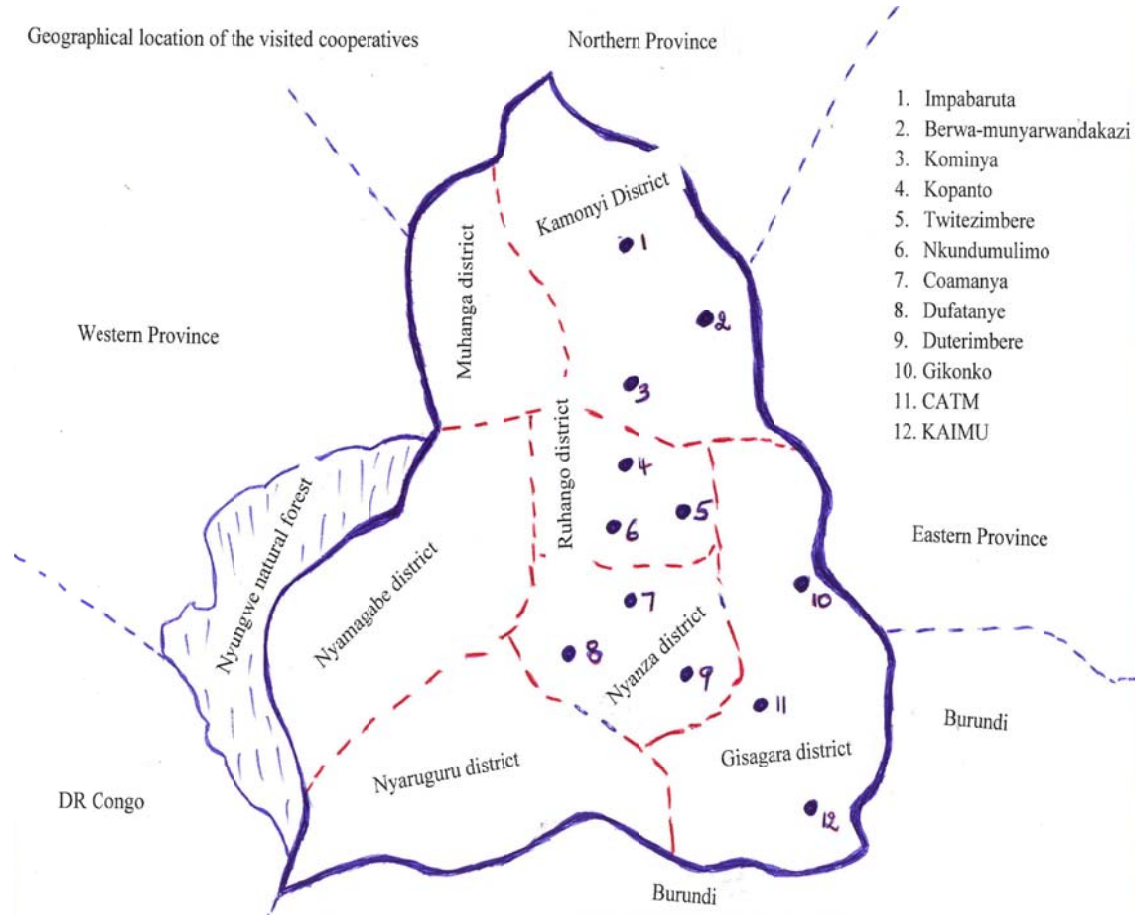 Geographical location of the visited cooperatives
Northern Province
1. Impabaruta
2. Berwa-munyarwandakazi
3. Kominya
4. Kopanto
5. Twitezimbere
6. Nkundumulimo
7. Coamanya
8. Dufatanye
9. Duterimbere
10. Gikonko
11. CATM
12. KAIMU
Kamonyi District
Muhanga district
Western Province
Ruhango district
Nyungwe natural forest
Nyamagabe district
Nyanza district
Eastern Province
Nyaruguru district
Gisagara district
Burundi
DR Congo
Burundi
1
2
3
4
5
6
7
8
9
10
11
12